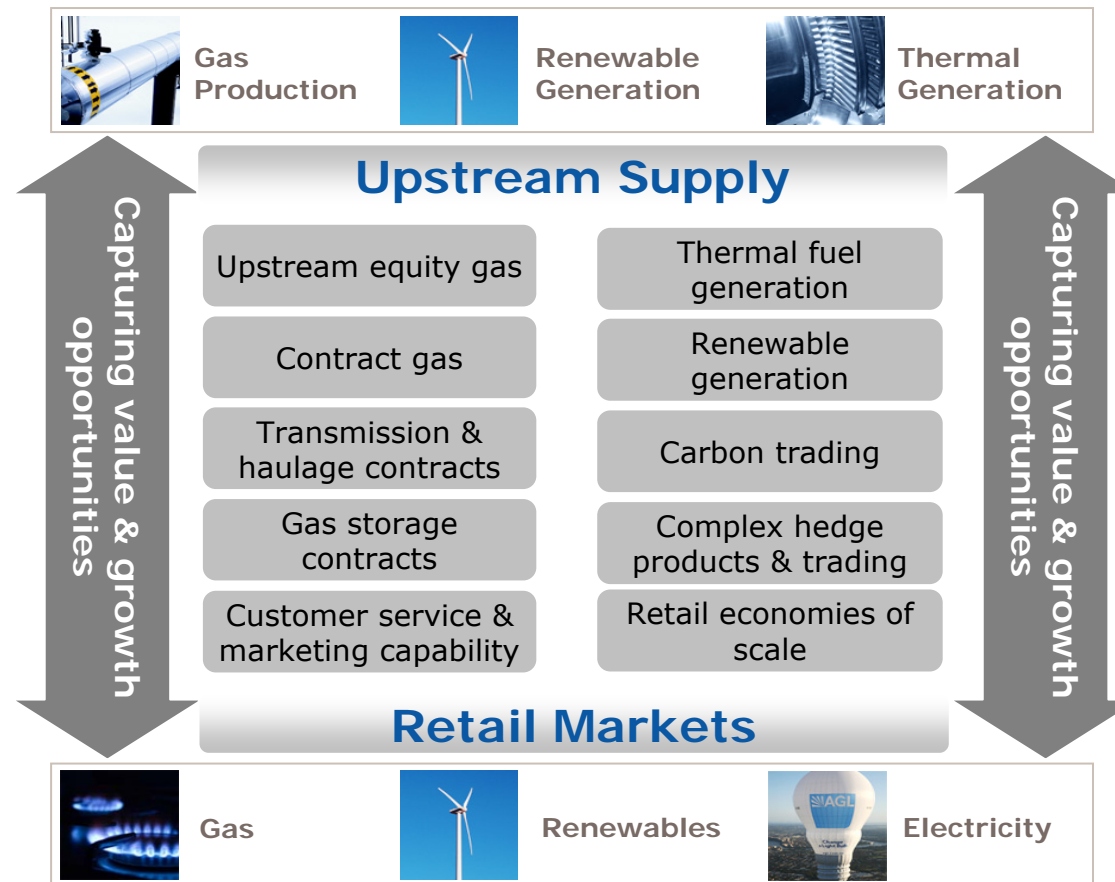 Gas
Production
Renewable
Generation
Thermal
Generation
Upstream Supply
Capturing value & growth
opportunities
Upstream equity gas
Contract gas
Transmission &
haulage contracts
Gas storage
contracts
Customer service &
marketing capability
Thermal fuel
generation
Renewable
generation
Carbon trading
Complex hedge
products & trading
Retail economies of
scale
Capturing value & growth
opportunities
Retail Markets
Gas
Renewables
AGL
Electricity